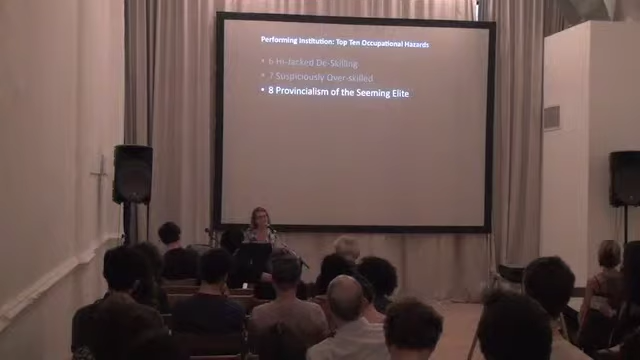 Performing Institution: Top Ten Occupational Hazards
• 6 Hi-Jacked De-Skilling
• 7 Suspiciously Over-skilled
• 8 Provincialism of the Seeming Elite